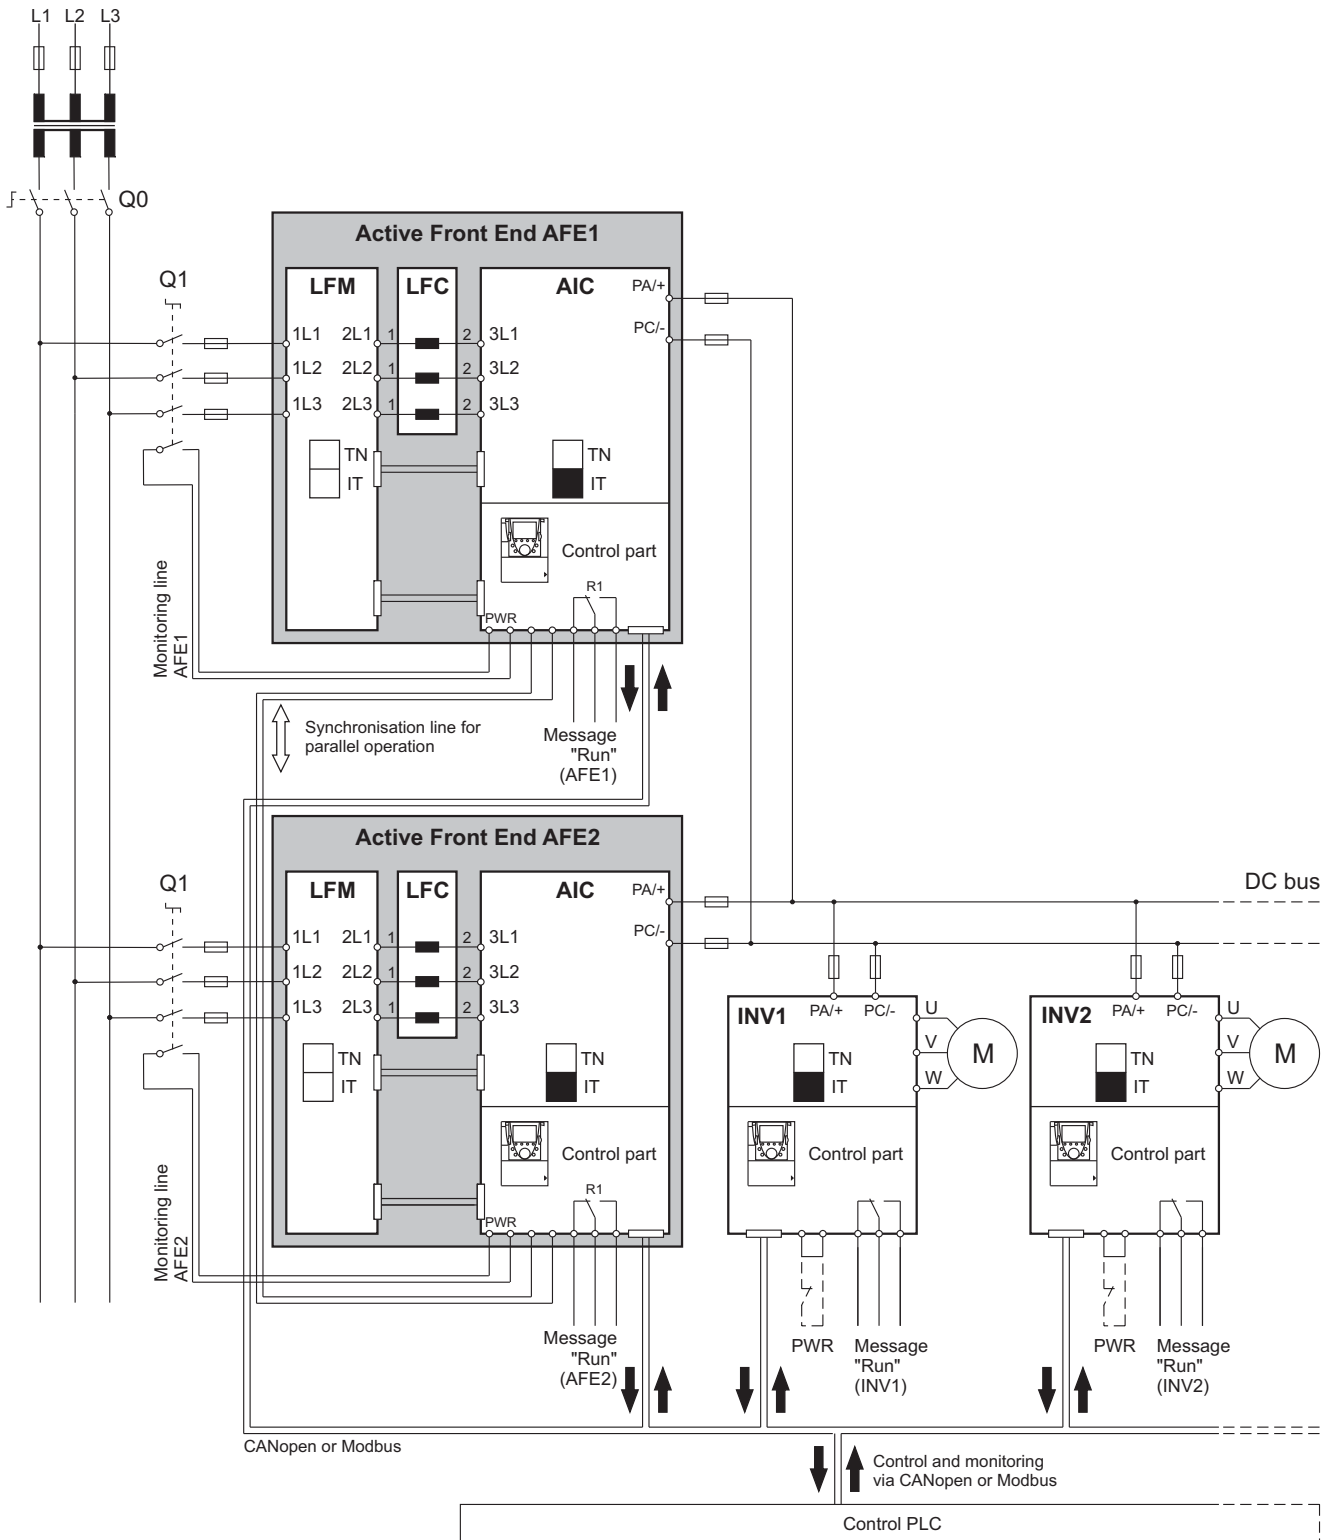 L1 L2 L3
Q0
Active Front End AFE1
Q1
LFM LFC AIC PA/+
PC/-
1L1 2L1 1 2 3L1
1L2 2L2 1 2 3L2
1L3 2L3 1 2 3L3
TN TN
IT IT
Control part
R1
PWR
Monitoring line
AFE1
Synchronisation line for
parallel operation
Message
"Run"
(AFE1)
Active Front End AFE2
Q1
LFM LFC AIC PA/+
DC bus
PC/-
1L1 2L1 1 2 3L1
1L2 2L2 1 2 3L2
1L3 2L3 1 2 3L3
INV1 PA/+ PC/- U
V M
W
INV2 PA/+ PC/- U
V M
W
TN TN TN TN
IT IT IT IT
Control part Control part Control part
R1
PWR
Monitoring line
AFE2
Message
"Run"
(AFE2)
PWR Message
"Run"
(INV1)
PWR Message
"Run"
(INV2)
CANopen or Modbus
Control and monitoring
via CANopen or Modbus
Control PLC